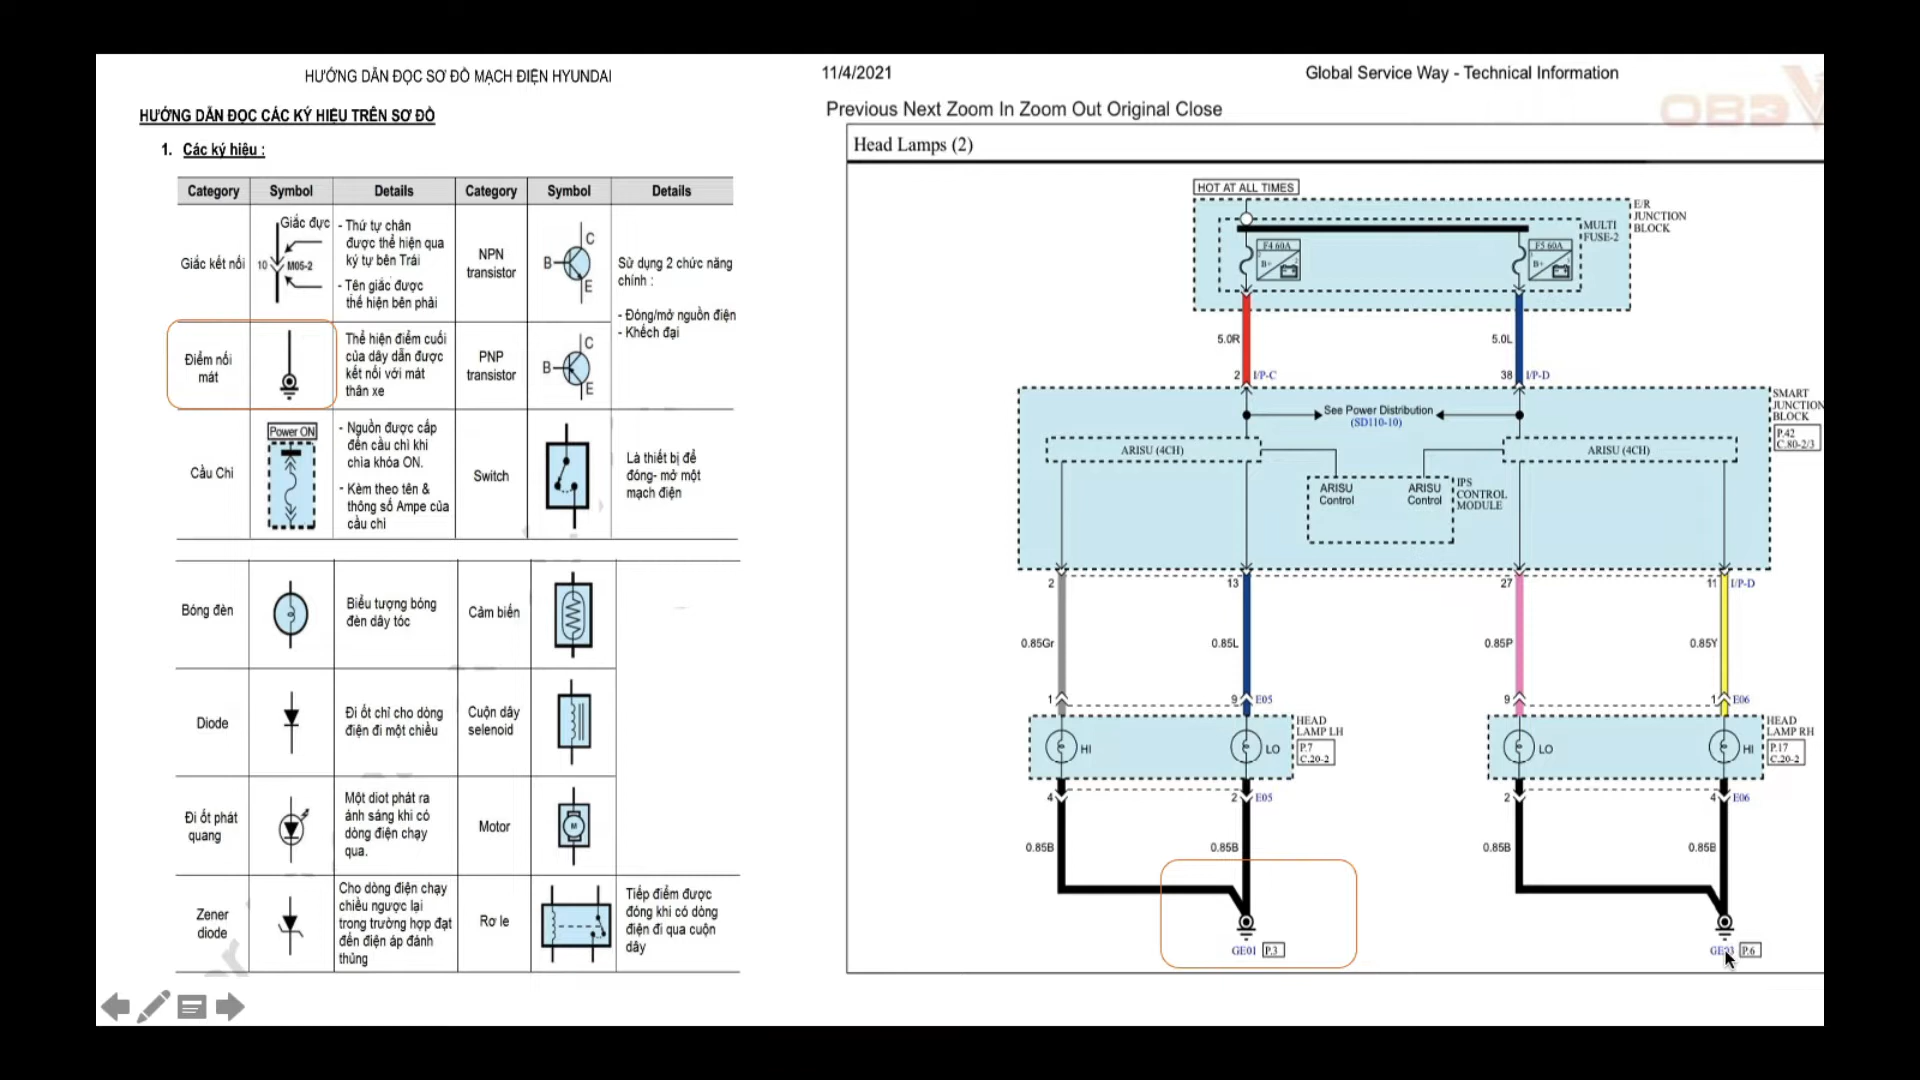 HƯỚNG DẪN ĐỌC SƠ ĐỒ MẠCH ĐIỆN HYUNDAI
HƯỚNG DẪN ĐỌC CÁC KÝ HIỆU TRÊN SƠ ĐỒ
1. Các ký hiệu :
Category Symbol Details Category Symbol Details
Giắc kết nối
Giắc đực
10 M05-2
- Thứ tự chân
được thể hiện qua
ký tự bên Trái
- Tên giắc được
thể hiện bên phải
NPN
transistor
B C E
Sử dụng 2 chức năng
chính :
- Đóng/mở nguồn điện
- Khếch đại
Điểm nối
mát
Thể hiện điểm cuối
của dây dẫn được
kết nối với mát
thân xe
PNP
transistor
B C E
Cầu Chì
Power ON
- Nguồn được cấp
đến cầu chì khi
chìa khóa ON.
- Kèm theo tên &
thông số Ampe của
cầu chì
Switch
Là thiết bị để
đóng- mở một
mạch điện
Bóng đèn
Biểu tượng bóng
đèn dây tóc
Cảm biến
Diode
Đi ốt chỉ cho dòng
điện đi một chiều
Cuộn dây
selenoid
Đi ốt phát
quang
Một diot phát ra
ánh sáng khi có
dòng điện chạy
qua.
Motor
M
Zener
diode
Cho dòng điện chạy
chiều ngược lại
trong trường hợp đạt
đến điện áp đánh
thủng
Rơ le
Tiếp điểm được
đóng khi có dòng
điện đi qua cuộn
dây
11/4/2021 Global Service Way - Technical Information
OB3
Previous Next Zoom In Zoom Out Original Close
Head Lamps (2)
HOT AT ALL TIMES
E/R
JUNCTION
BLOCK
MULTI
FUSE-2
F4 60A
B+
F5 60A
B+
5.0R 5.0L
2 I/P-C 38 I/P-D
See Power Distribution
(SD110-10)
SMART
JUNCTION
BLOCK
P.42
C.80-2/3
ARISU (4CH) ARISU (4CH)
ARISU
Control
ARISU
Control
IPS
CONTROL
MODULE
2 13 27 11 I/P-D
0.85Gr 0.85L 0.85P 0.85Y
1 9 E05 9 1 E06
HI LO
HEAD
LAMP LH
P.7
C.20-2
LO HI
HEAD
LAMP RH
P.17
C.20-2
4 2 E05 2 4 E06
0.85B 0.85B 0.85B 0.85B
GE01 P.3 GE03 P.6